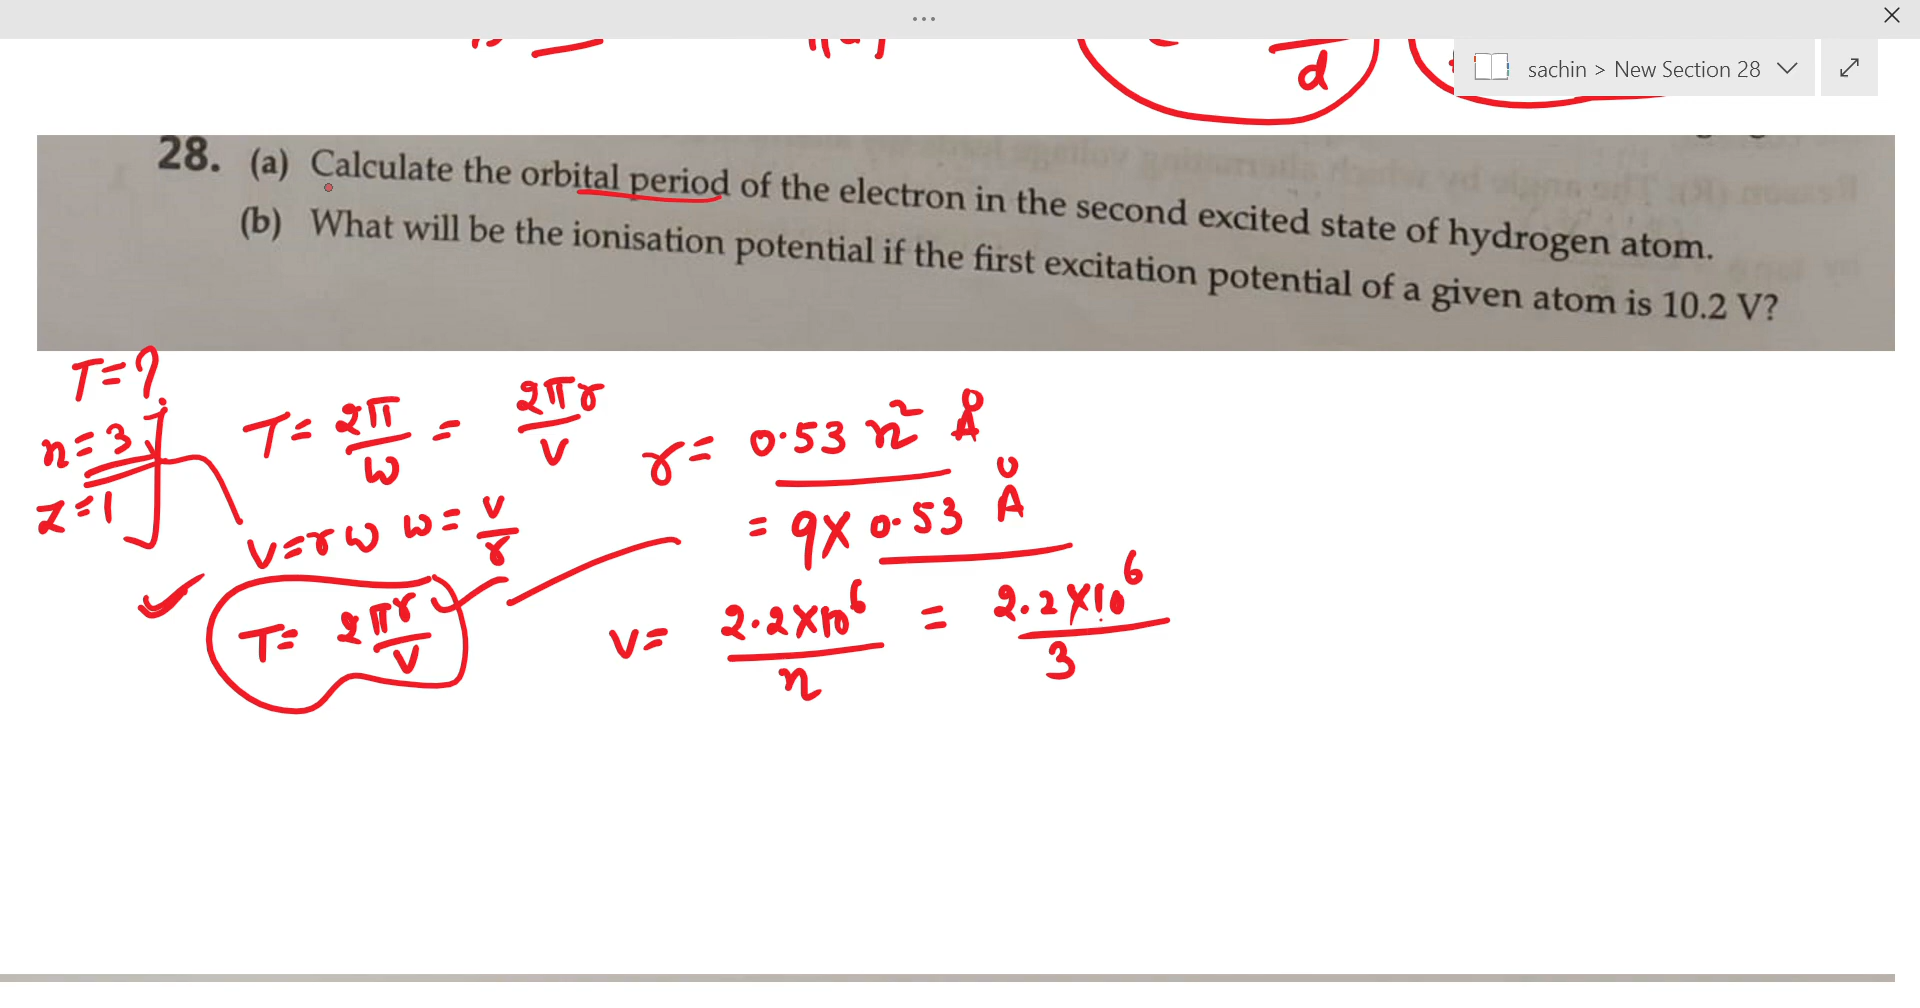 d
sachin > New Section 28
28. (a) Calculate the orbital period of the electron in the second excited state of hydrogen atom.
(b) What will be the ionisation potential if the first excitation potential of a given atom is 10.2 V?
T=?
n=3
Z=1
T= 2π/ω = 2πr/v
v=rω ω= v/r
T= 2πr/v
r= 0.53 n² Å
= 9× 0.53 Å
v= 2.2×10⁶/n = 2.2×10⁶/3